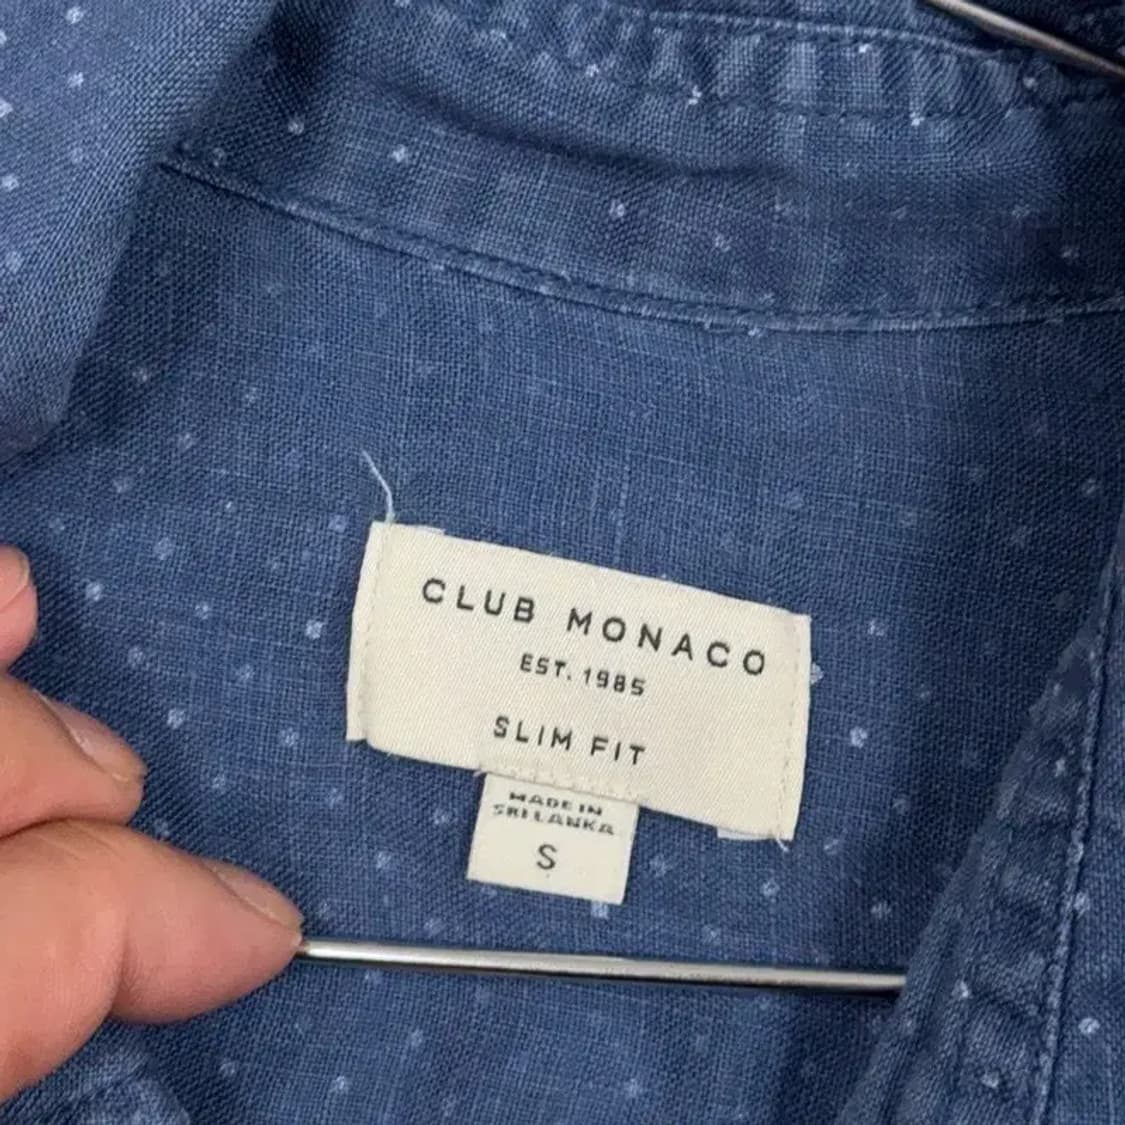 CLUB MONACO
EST. 1985
SLIM FIT
MADE IN
SRI LANKA
S